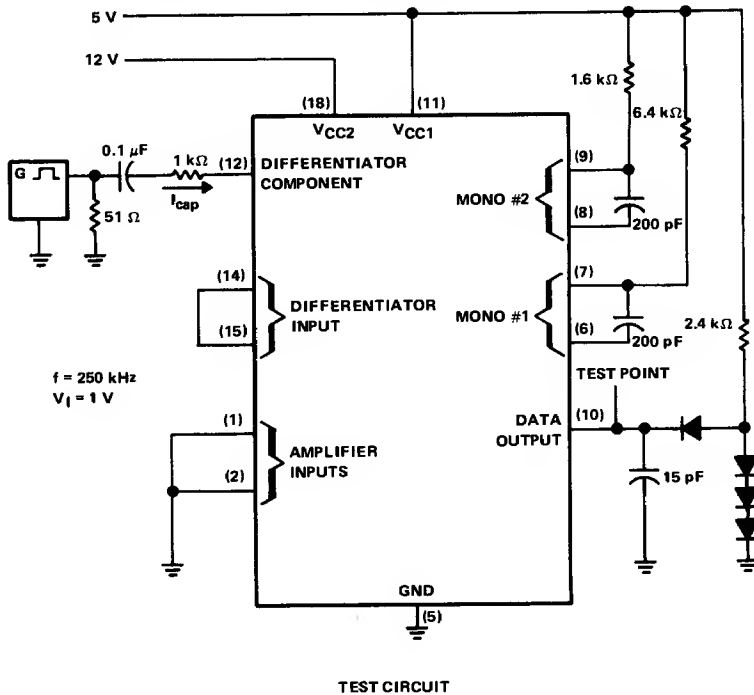 5 V
12 V
(18)
(11)
VCC2
VCC1
1.6 kΩ
6.4 kΩ
0.1 μF
1 kΩ
(12)
DIFFERENTIATOR
COMPONENT
G
Icap
51 Ω
(9)
MONO #2
(8)
200 pF
(14)
DIFFERENTIATOR
INPUT
(15)
(7)
MONO #1
(6)
200 pF
2.4 kΩ
f = 250 kHz
VI = 1 V
TEST POINT
(1)
AMPLIFIER
INPUTS
(2)
DATA
OUTPUT
(10)
15 pF
GND
(5)
TEST CIRCUIT